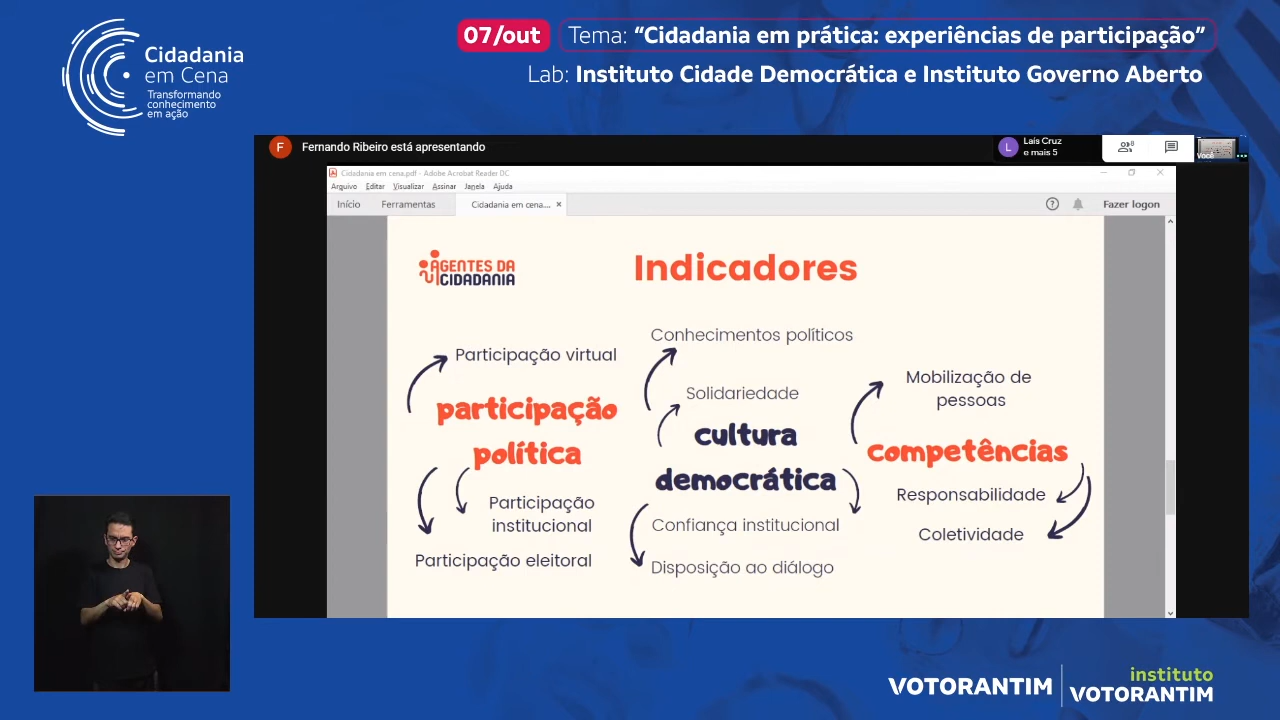 Cidadania
em Cena
Transformando
conhecimento
em ação
07/out
Tema: “Cidadania em prática: experiências de participação”
Lab: Instituto Cidade Democrática e Instituto Governo Aberto
F
Fernando Ribeiro está apresentando
L
Laís Cruz
e mais 5
8
Você
Cidadania em cena.pdf - Adobe Acrobat Reader DC
Arquivo Editar Visualizar Assinar Janela Ajuda
Início Ferramentas Cidadania em cena.... ×
? Fazer logon
AGENTES DA
CIDADANIA
Indicadores
Participação virtual
participação
política
Participação
institucional
Participação eleitoral
Conhecimentos políticos
Solidariedade
cultura
democrática
Confiança institucional
Disposição ao diálogo
Mobilização de
pessoas
competências
Responsabilidade
Coletividade
VOTORANTIM
instituto
VOTORANTIM